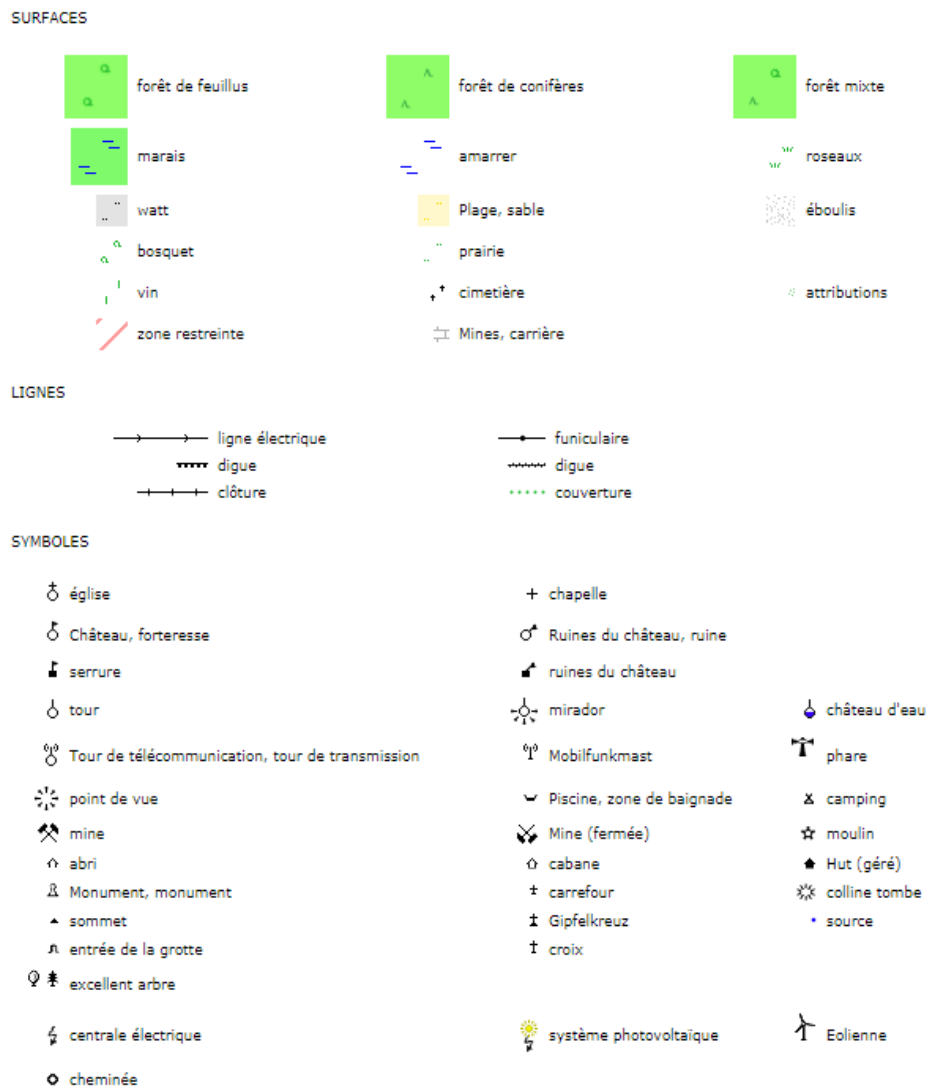 SURFACES
forêt de feuillus forêt de conifères forêt mixte
marais amarrer roseaux
watt Plage, sable éboulis
bosquet prairie
vin cimetière attributions
zone restreinte Mines, carrière
LIGNES
ligne électrique funiculaire
digue digue
clôture couverture
SYMBOLES
église chapelle
Château, forteresse Ruines du château, ruine
serrure ruines du château
tour mirador château d'eau
Tour de télécommunication, tour de transmission Mobilfunkmast phare
point de vue Piscine, zone de baignade camping
mine Mine (fermée) moulin
abri cabane Hut (géré)
Monument, monument carrefour colline tombe
sommet Gipfelkreuz source
entrée de la grotte croix
excellent arbre
centrale électrique système photovoltaïque Eolienne
cheminée